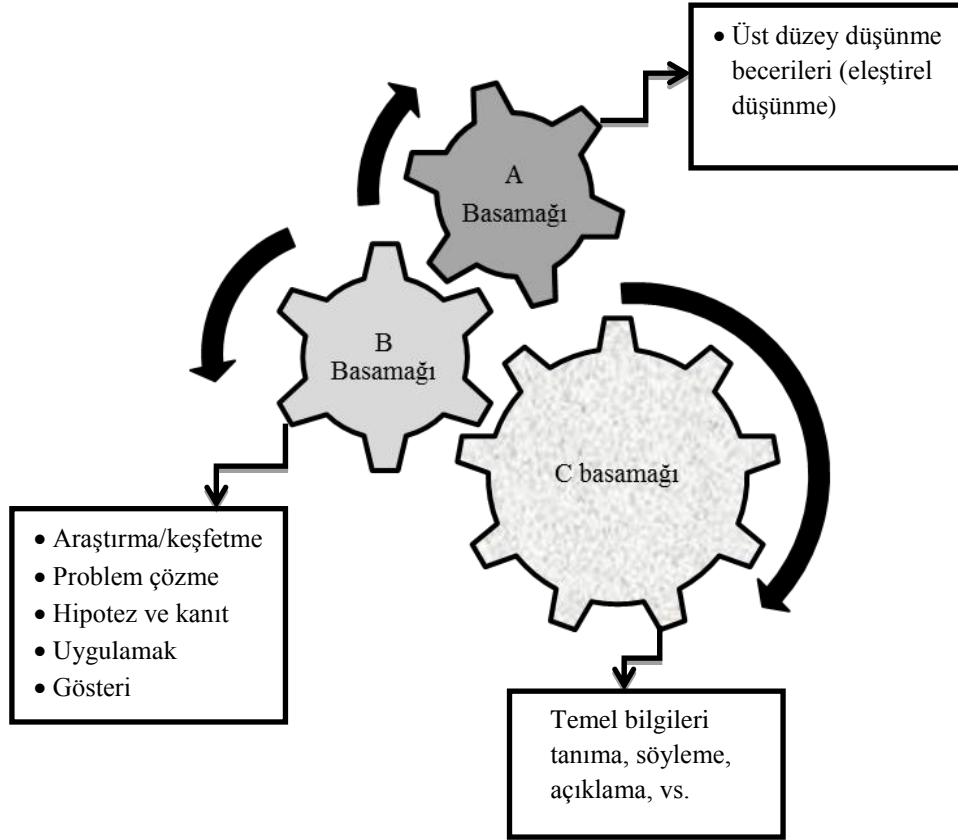 • Üst düzey düşünme
becerileri (eleştirel
düşünme)
A
Basamağı
B
Basamağı
C basamağı
• Araştırma/keşfetme
• Problem çözme
• Hipotez ve kanıt
• Uygulamak
• Gösteri
Temel bilgileri
tanıma, söyleme,
açıklama, vs.